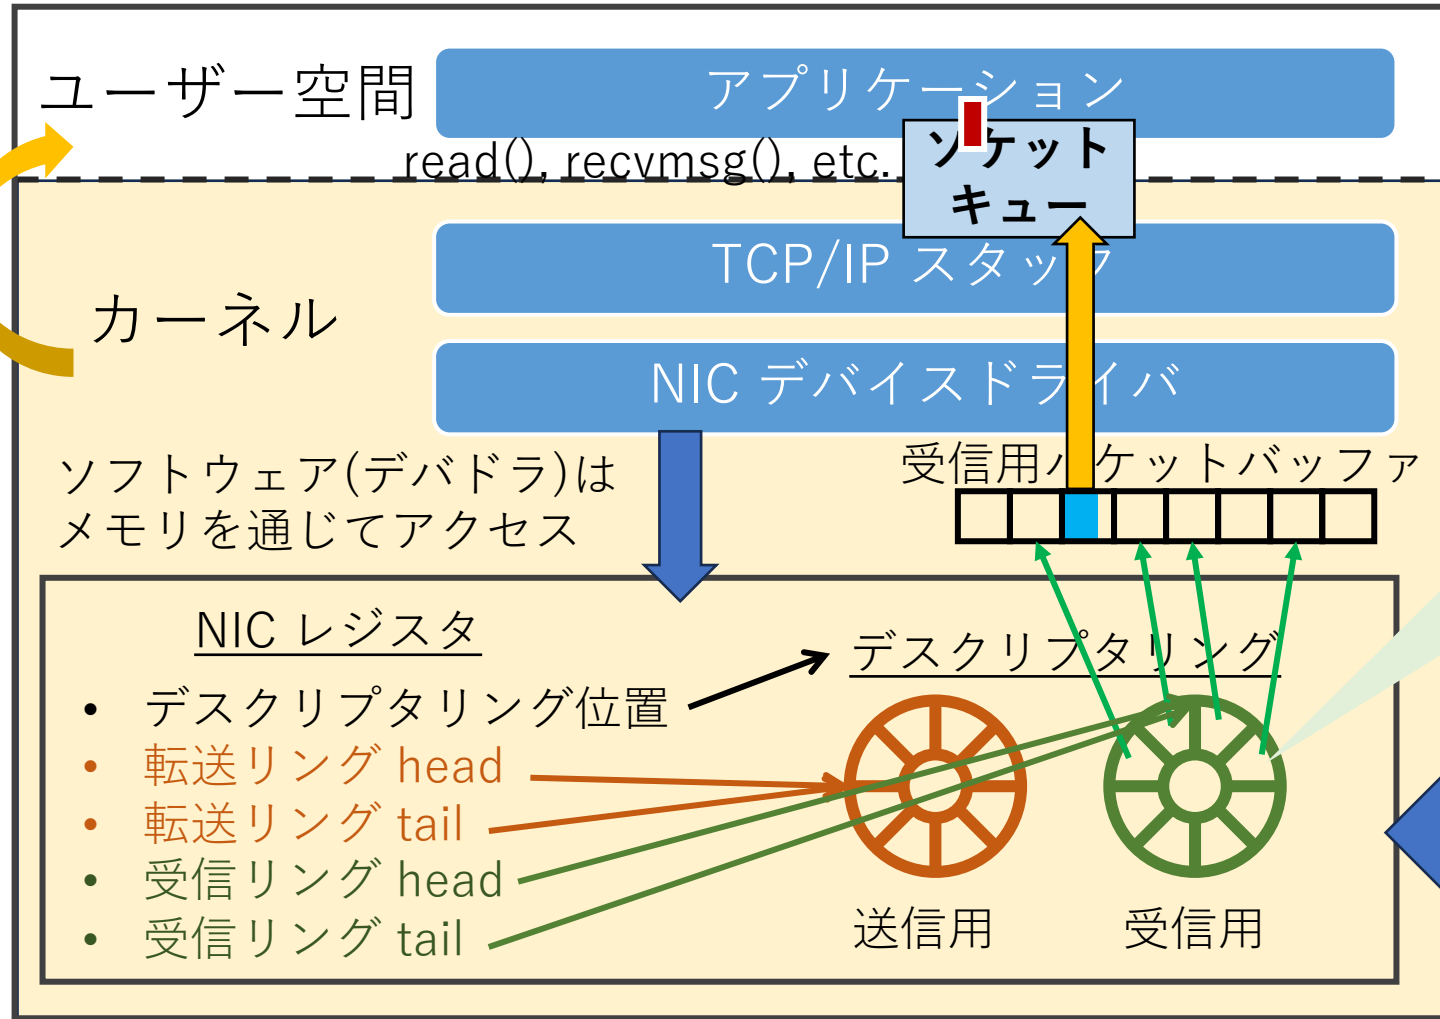 ユーザー空間
アプリケーション
read(), recvmsg(), etc.
ソケット
キュー
TCP/IP スタック
カーネル
NIC デバイスドライバ
ソフトウェア(デバドラ)は
メモリを通じてアクセス
受信用パケットバッファ
NIC レジスタ
デスクリプタリング
• デスクリプタリング位置
• 転送リング head
• 転送リング tail
• 受信リング head
• 受信リング tail
送信用
受信用